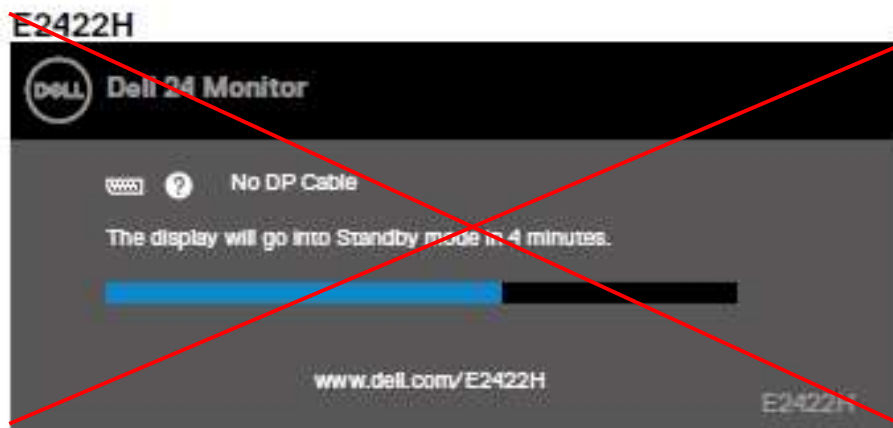 E2422H
DELL Dell 24 Monitor
? No DP Cable
The display will go into Standby mode in 4 minutes.
www.dell.com/E2422H
E2422H